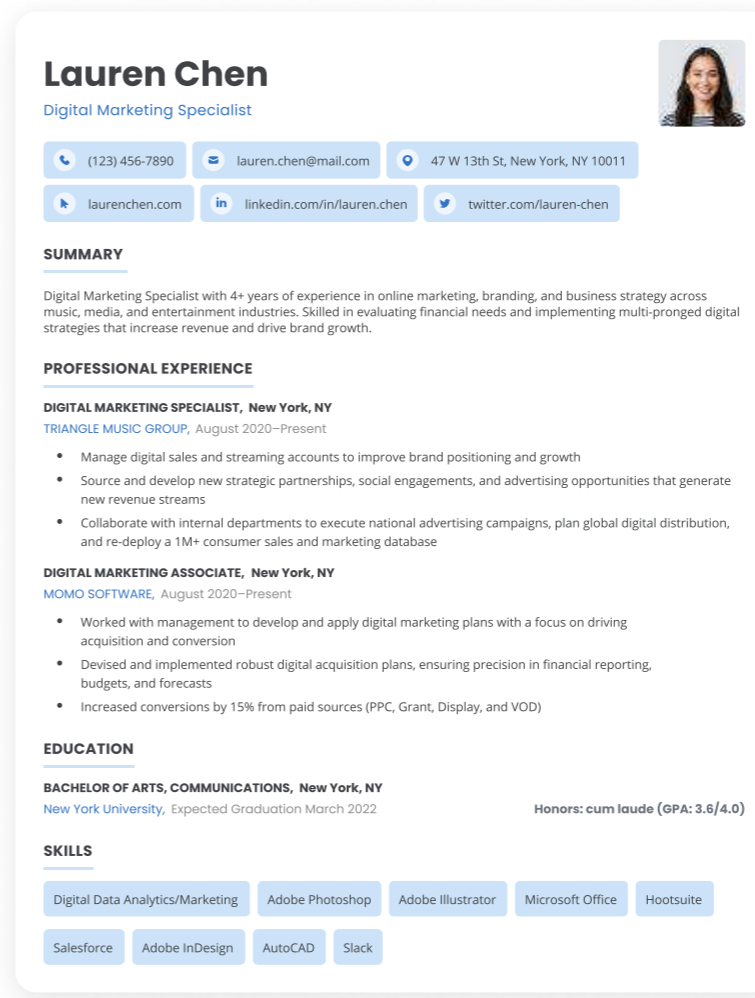 Lauren Chen
Digital Marketing Specialist
(123) 456-7890 lauren.chen@mail.com 47 W 13th St, New York, NY 10011
laurenchen.com in linkedin.com/in/lauren.chen twitter.com/lauren-chen
SUMMARY
Digital Marketing Specialist with 4+ years of experience in online marketing, branding, and business strategy across
music, media, and entertainment industries. Skilled in evaluating financial needs and implementing multi-pronged digital
strategies that increase revenue and drive brand growth.
PROFESSIONAL EXPERIENCE
DIGITAL MARKETING SPECIALIST, New York, NY
TRIANGLE MUSIC GROUP, August 2020–Present
• Manage digital sales and streaming accounts to improve brand positioning and growth
• Source and develop new strategic partnerships, social engagements, and advertising opportunities that generate
new revenue streams
• Collaborate with internal departments to execute national advertising campaigns, plan global digital distribution,
and re-deploy a 1M+ consumer sales and marketing database
DIGITAL MARKETING ASSOCIATE, New York, NY
MOMO SOFTWARE, August 2020–Present
• Worked with management to develop and apply digital marketing plans with a focus on driving
acquisition and conversion
• Devised and implemented robust digital acquisition plans, ensuring precision in financial reporting,
budgets, and forecasts
• Increased conversions by 15% from paid sources (PPC, Grant, Display, and VOD)
EDUCATION
BACHELOR OF ARTS, COMMUNICATIONS, New York, NY
New York University, Expected Graduation March 2022 Honors: cum laude (GPA: 3.6/4.0)
SKILLS
Digital Data Analytics/Marketing Adobe Photoshop Adobe Illustrator Microsoft Office Hootsuite
Salesforce Adobe InDesign AutoCAD Slack